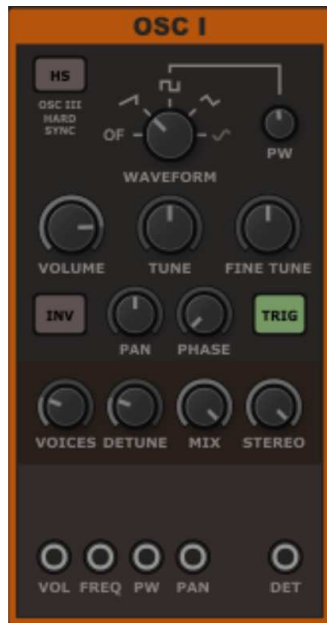 OSC I
HS
OSC III
HARD
SYNC
OF
PW
WAVEFORM
VOLUME TUNE FINE TUNE
INV TRIG
PAN PHASE
VOICES DETUNE MIX STEREO
VOL FREQ PW PAN DET